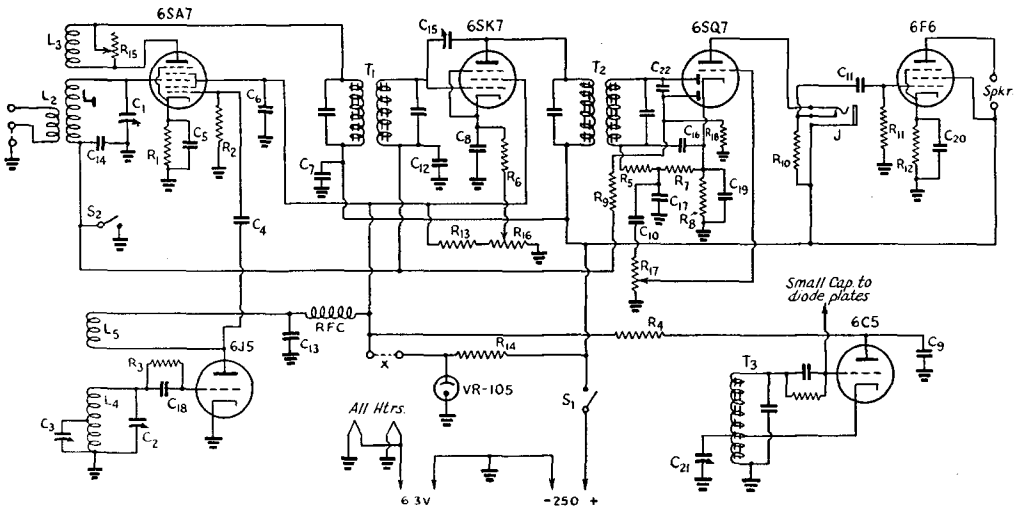 6SA7
6SK7
6SQ7
6F6
L3
R15
C15
T1
T2
C22
C11
Spkr.
L2
L1
C1
C6
C5
R1
R2
C14
C8
C7
C12
R6
C16
R18
R5
R7
C17
R8
C19
R9
C10
R10
J
R11
R12
C20
S2
C4
R13
R16
R17
Small Cap. to
diode plates
L5
6J5
RFC
C13
R4
6C5
R3
R14
T3
C9
x
VR-105
S1
L4
C18
C3
C2
All Htrs.
C21
6 3V
-250 +